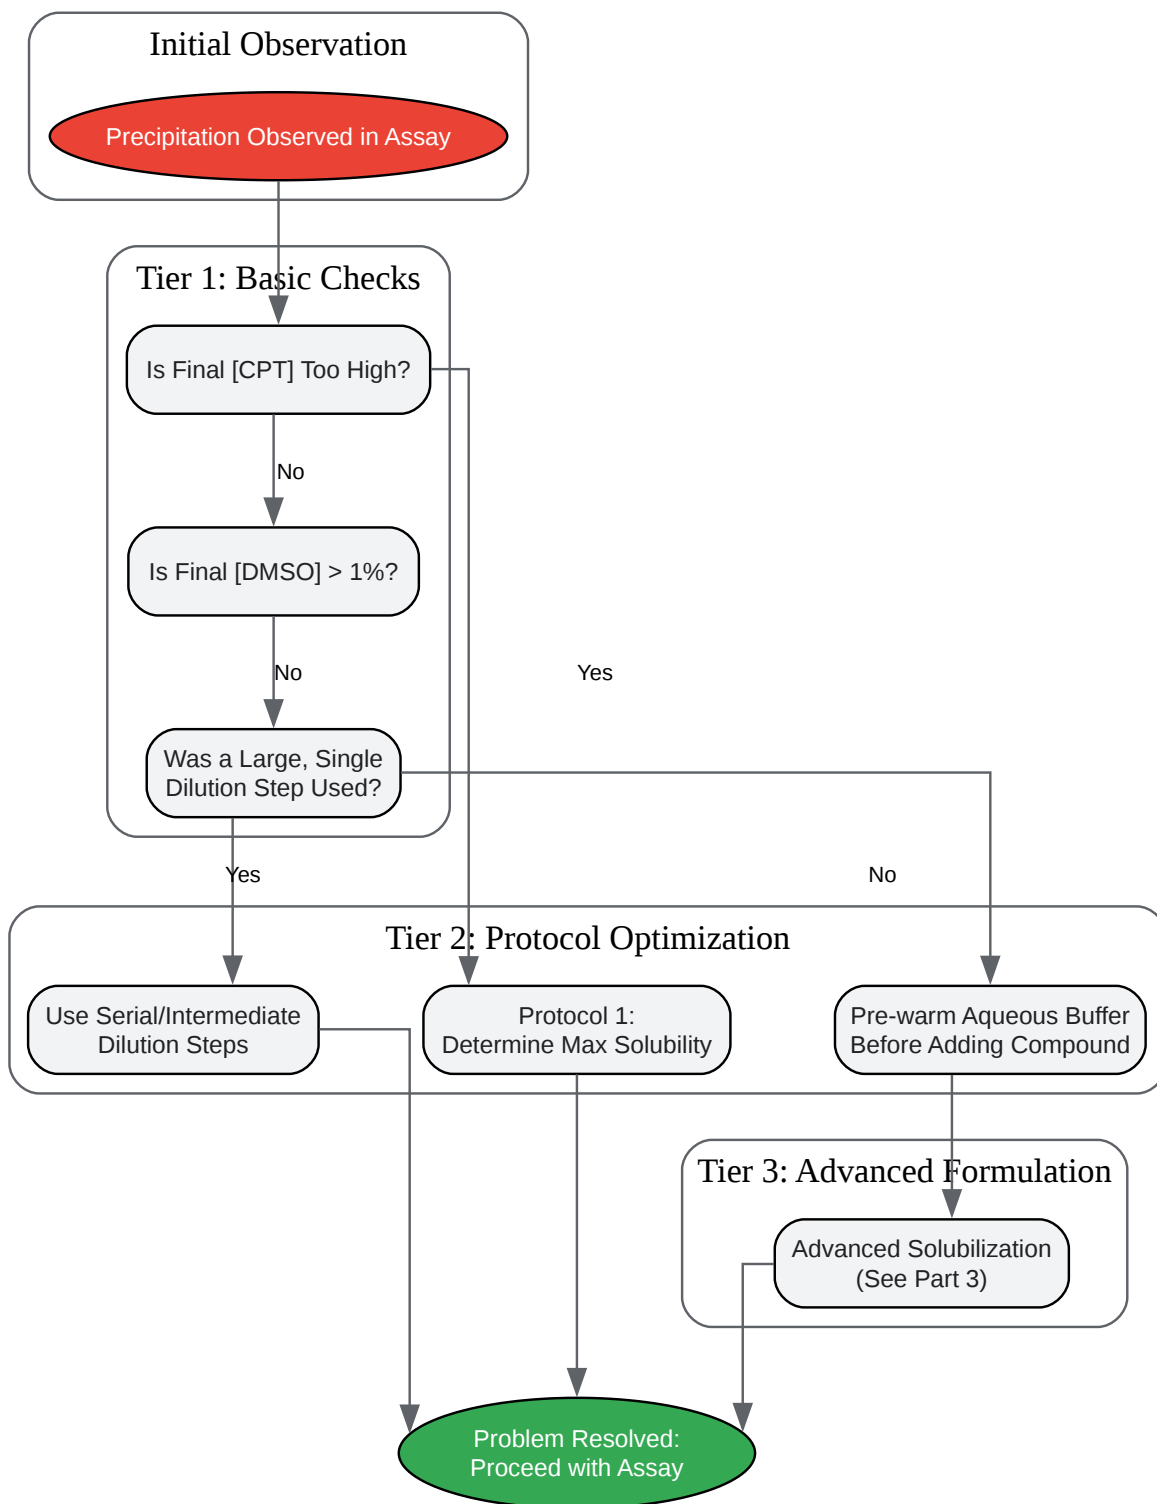 Initial Observation
Precipitation Observed in Assay
Tier 1: Basic Checks
Is Final [CPT] Too High?
No
Is Final [DMSO] > 1%?
No
Yes
Was a Large, Single
Dilution Step Used?
Yes
No
Tier 2: Protocol Optimization
Use Serial/Intermediate
Dilution Steps
Protocol 1:
Determine Max Solubility
Pre-warm Aqueous Buffer
Before Adding Compound
Tier 3: Advanced Formulation
Advanced Solubilization
(See Part 3)
Problem Resolved:
Proceed with Assay